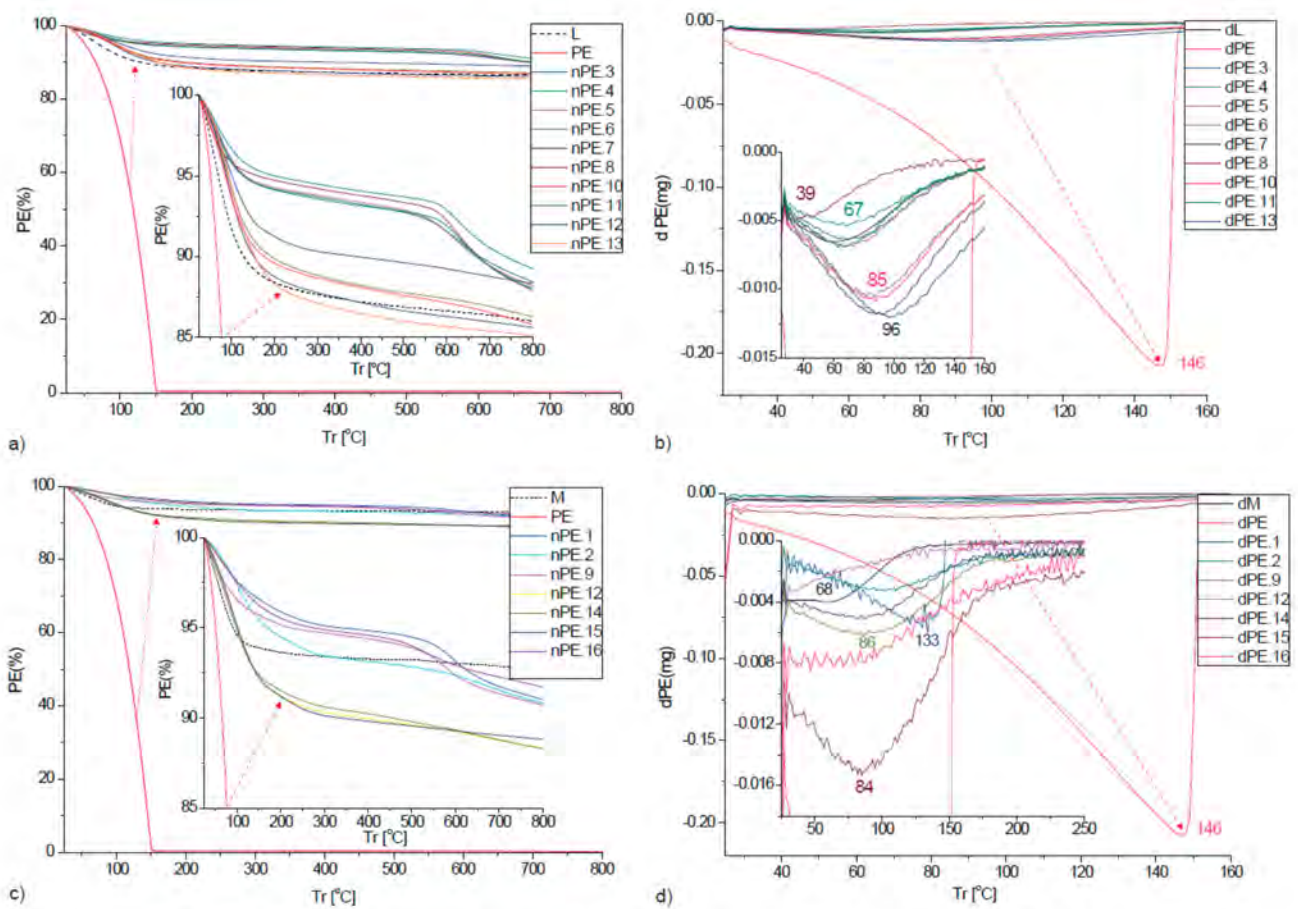 100
80
60
40
20
0
PE(%)
100
95
90
85
PE(%)
100 200 300 400 500 600 700 800
Tr [°C]
L
PE
nPE.3
nPE.4
nPE.5
nPE.6
nPE.7
nPE.8
nPE.10
nPE.11
nPE.12
nPE.13
100 200 300 400 500 600 700 800
Tr [°C]
a)
0.00
-0.05
-0.10
-0.15
-0.20
d PE(mg)
0.000
-0.005
-0.010
-0.015
39
67
85
96
40 60 80 100 120 140 160
dL
dPE
dPE.3
dPE.4
dPE.5
dPE.6
dPE.7
dPE.8
dPE.10
dPE.11
dPE.13
146
40 60 80 100 120 140 160
Tr [°C]
b)
100
80
60
40
20
0
PE(%)
100
95
90
85
PE(%)
100 200 300 400 500 600 700 800
Tr [°C]
M
PE
nPE.1
nPE.2
nPE.9
nPE.12
nPE.14
nPE.15
nPE.16
100 200 300 400 500 600 700 800
Tr [°C]
c)
0.00
-0.05
-0.10
-0.15
-0.20
dPE(mg)
0.000
-0.004
-0.008
-0.012
-0.016
68
86
133
84
50 100 150 200 250
dM
dPE
dPE.1
dPE.2
dPE.9
dPE.12
dPE.14
dPE.15
dPE.16
146
40 60 80 100 120 140 160
Tr [°C]
d)